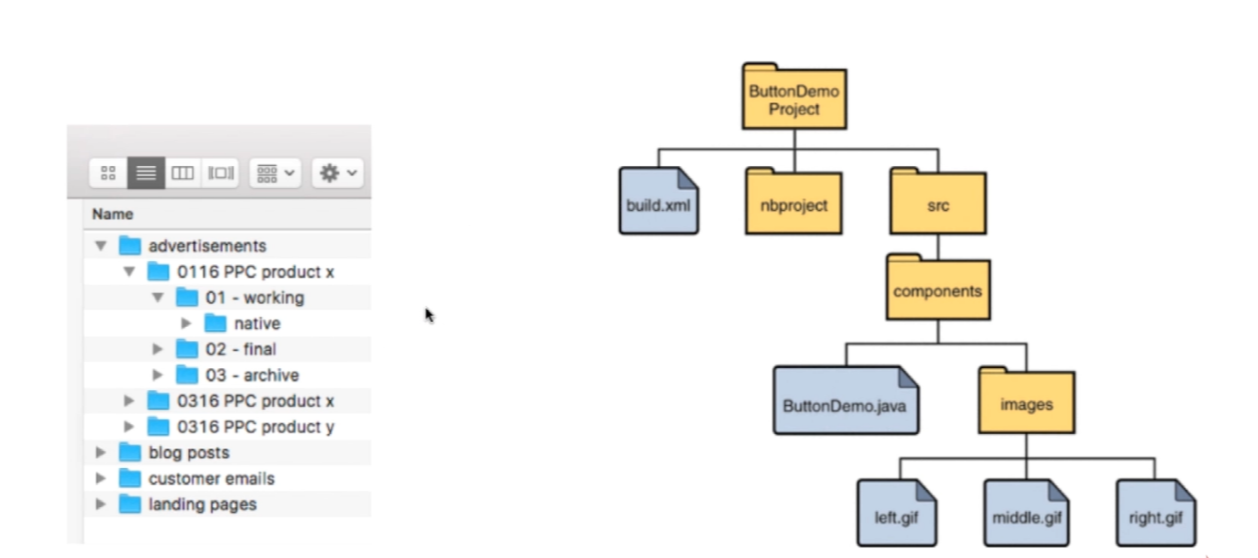 Name
advertisements
0116 PPC product x
01 - working
native
02 - final
03 - archive
0316 PPC product x
0316 PPC product y
blog posts
customer emails
landing pages
ButtonDemo
Project
build.xml
nbproject
src
components
ButtonDemo.java
images
left.gif
middle.gif
right.gif